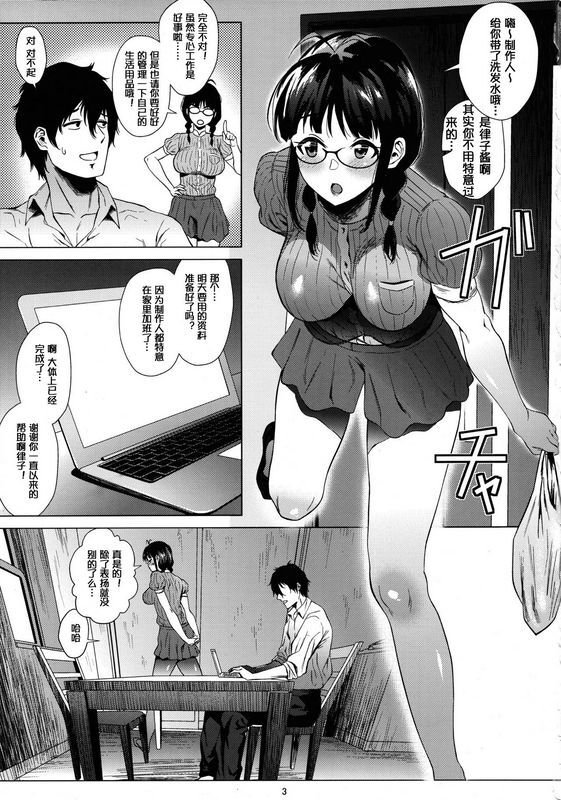 嗨～制作人～
给你带了洗发水哦…
是律子酱啊
其实你不用特意过
来的…
ガ
チャ
完全不对！
虽然专心工作是
好事啦…
但是也请你要好好
的管理一下自己的
生活用品哦！
对 对不起
那个…
明天要用的资料
准备好了吗？
因为制作人都特意
在家里加班了…
啊 大体上已经
完成了…
谢谢你一直以来的
帮助啊律子！
真是的！
除了表扬就没
别的了么…
哈哈
3